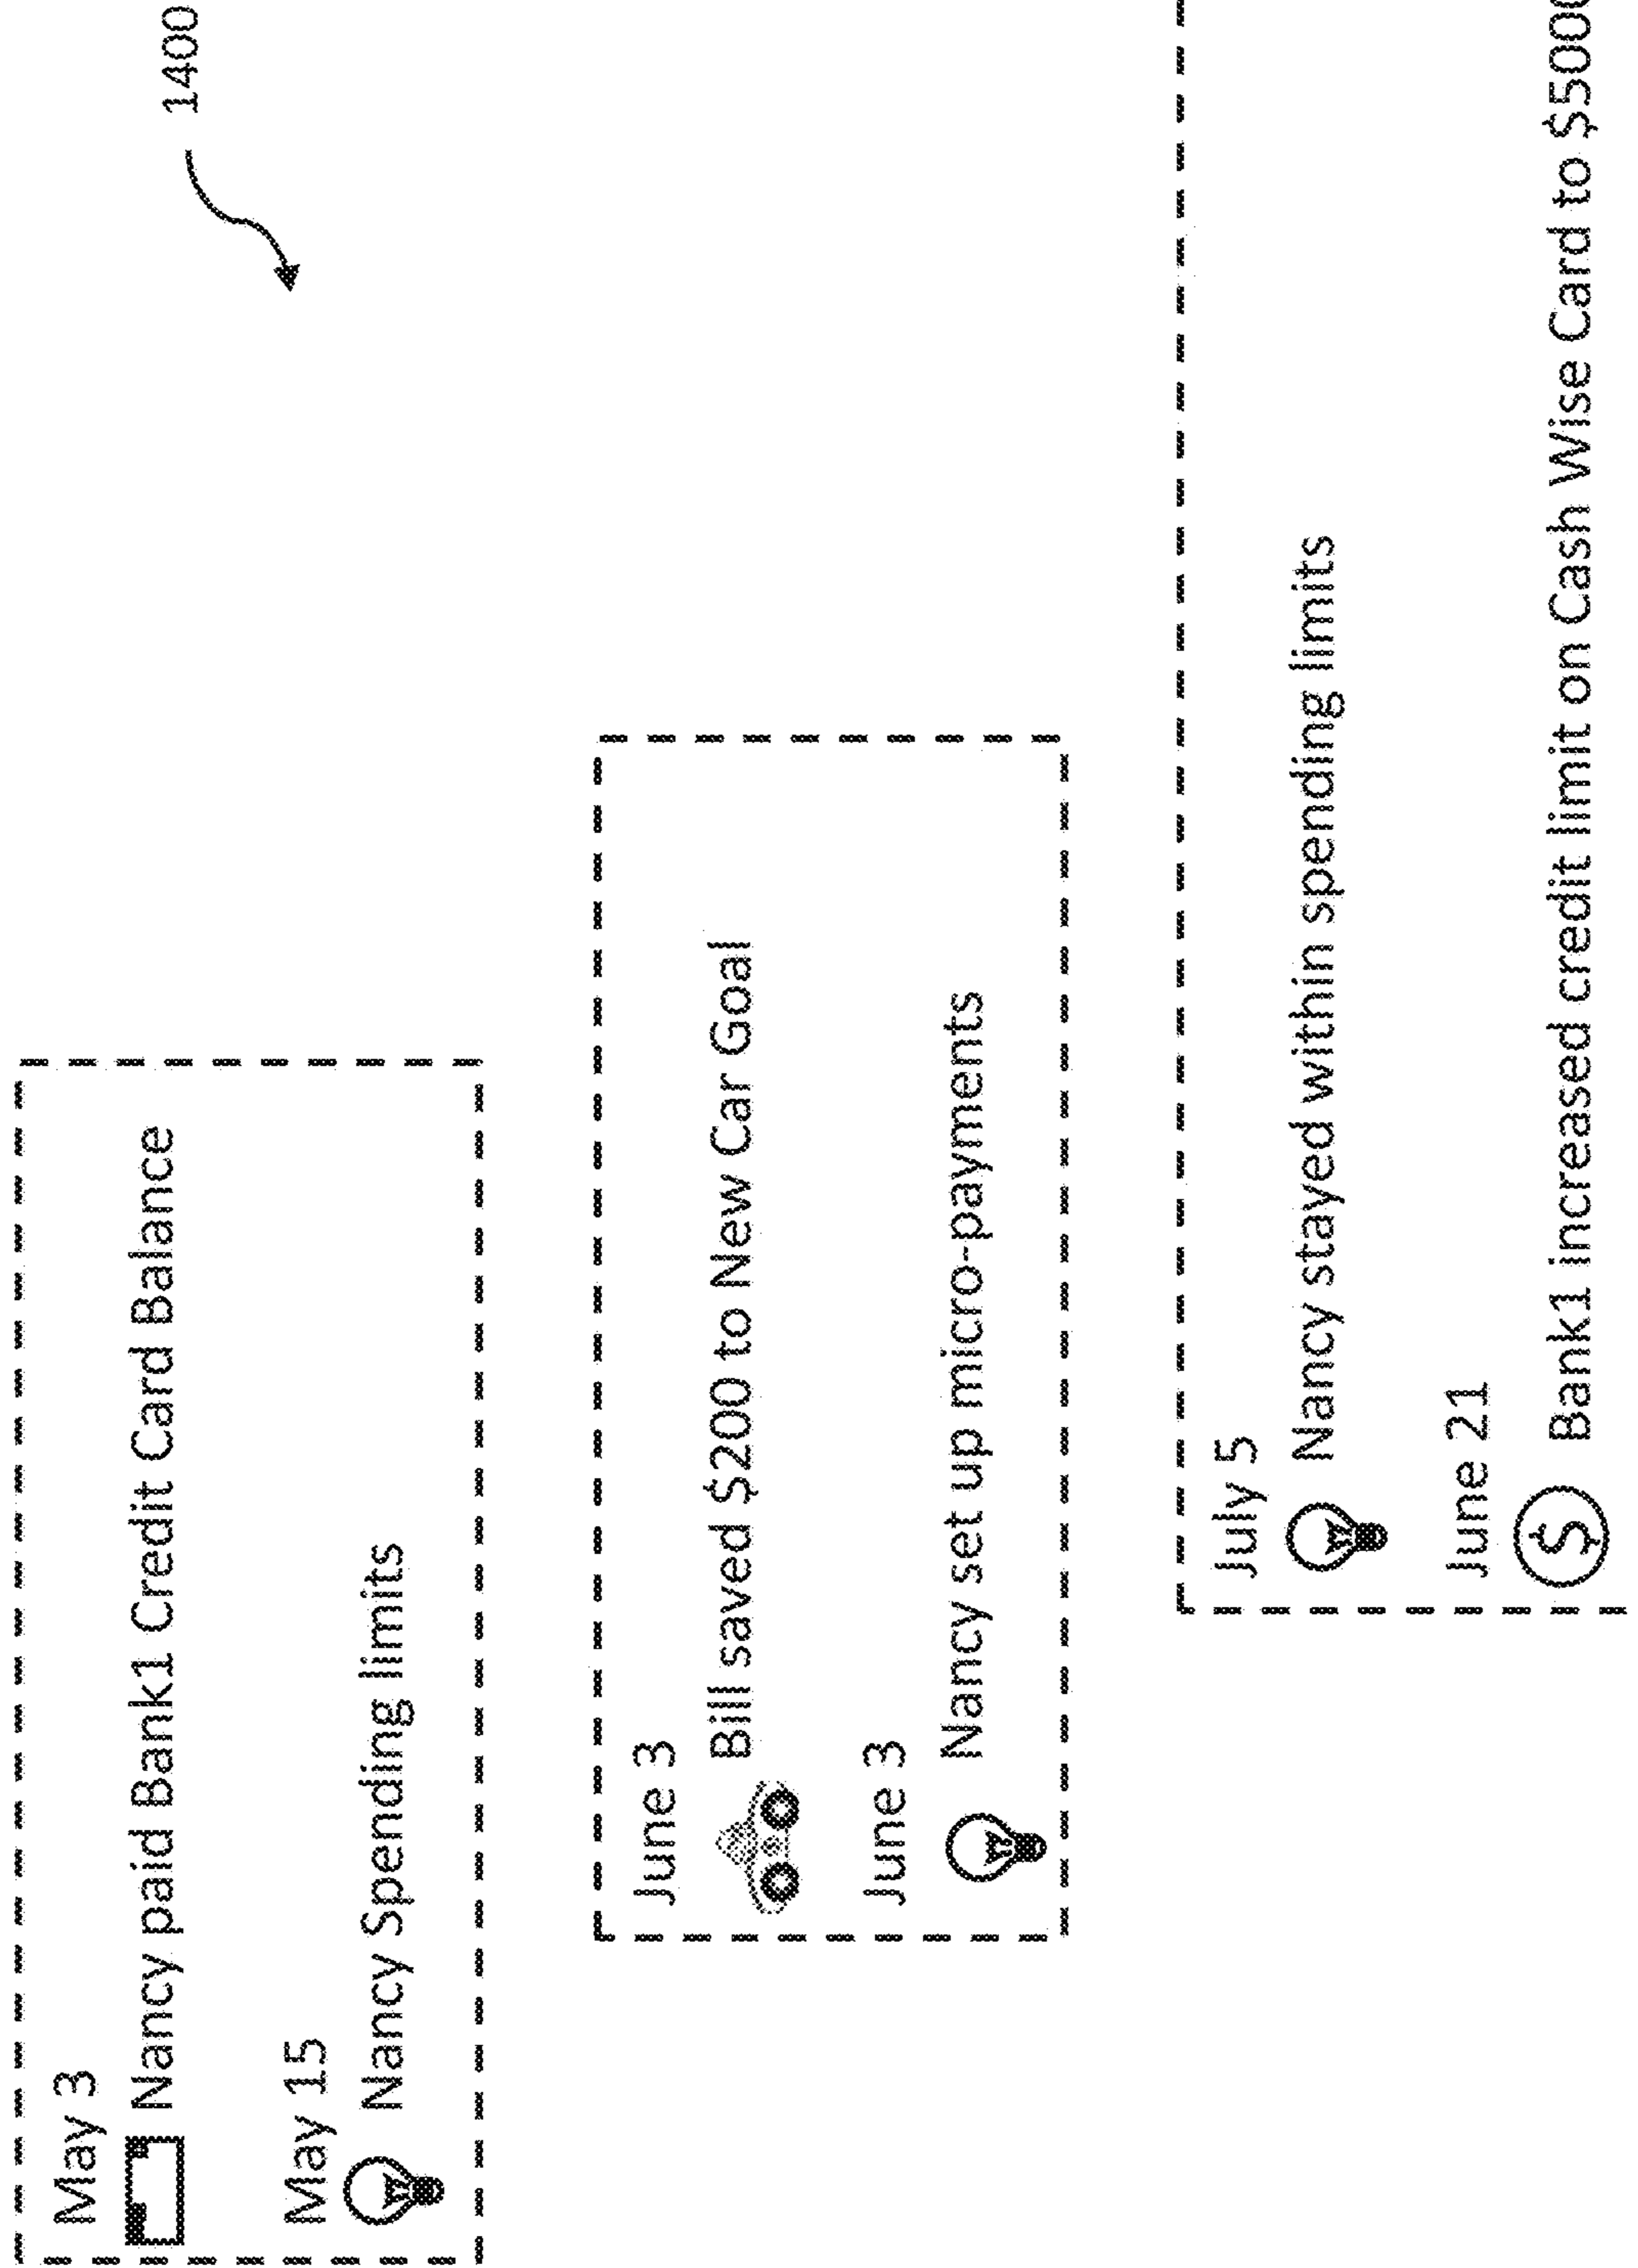 1400
May 3
Nancy paid Bank1 Credit Card Balance
May 15
Nancy Spending limits
June 3
Bill saved $200 to New Car Goal
June 3
Nancy set up micro-payments
July 5
Nancy stayed within spending limits
June 21
$ Bank1 increased credit limit on Cash Wise Card to